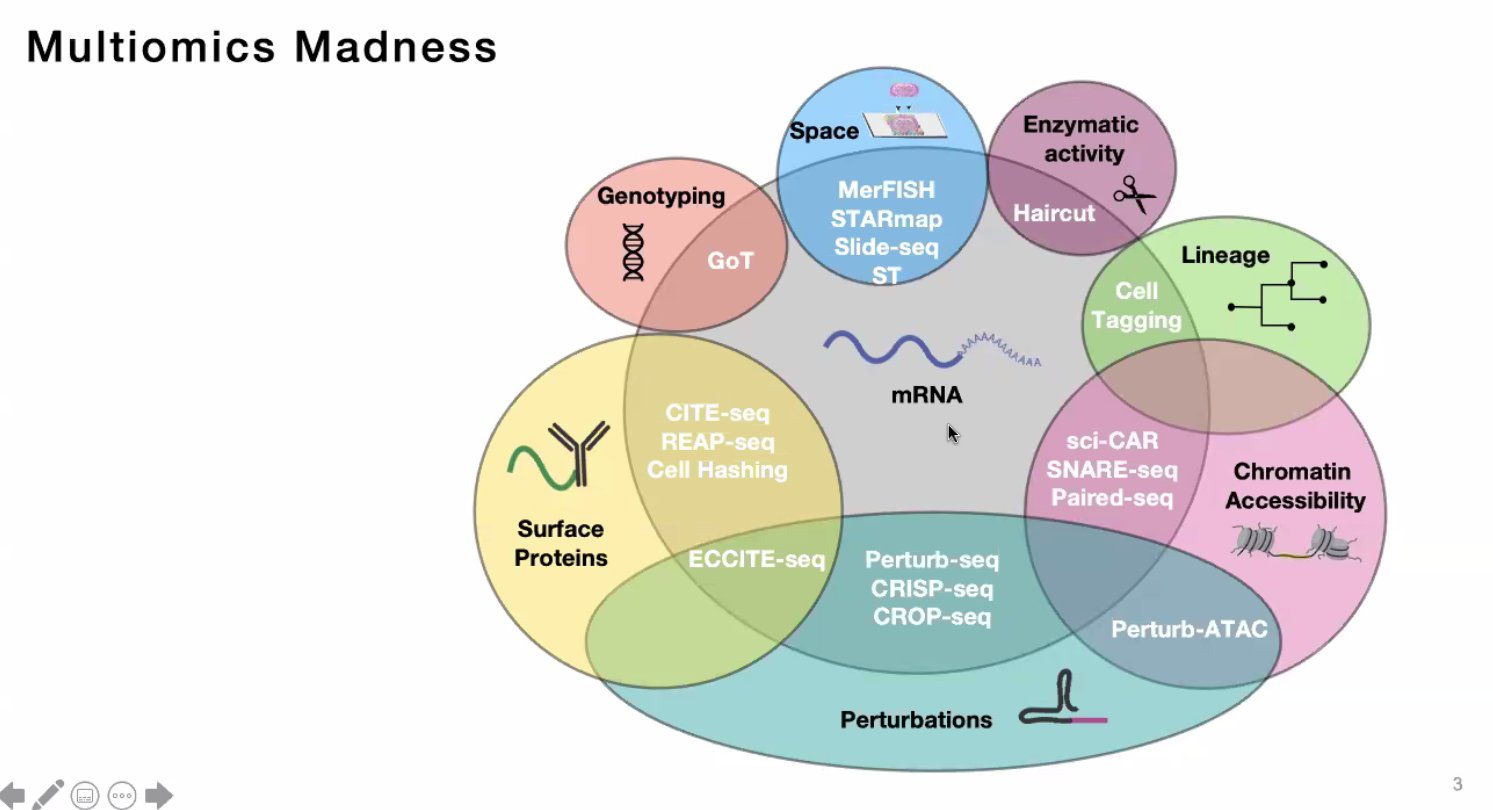 Multiomics Madness
Space
Enzymatic
activity
MerFISH
STARmap
Slide-seq
ST
Haircut
Genotyping
GoT
Lineage
Cell
Tagging
AAAAAAAAAAAA
mRNA
CITE-seq
REAP-seq
Cell Hashing
sci-CAR
SNARE-seq
Paired-seq
Chromatin
Accessibility
Surface
Proteins
ECCITE-seq
Perturb-seq
CRISP-seq
CROP-seq
Perturb-ATAC
Perturbations
3